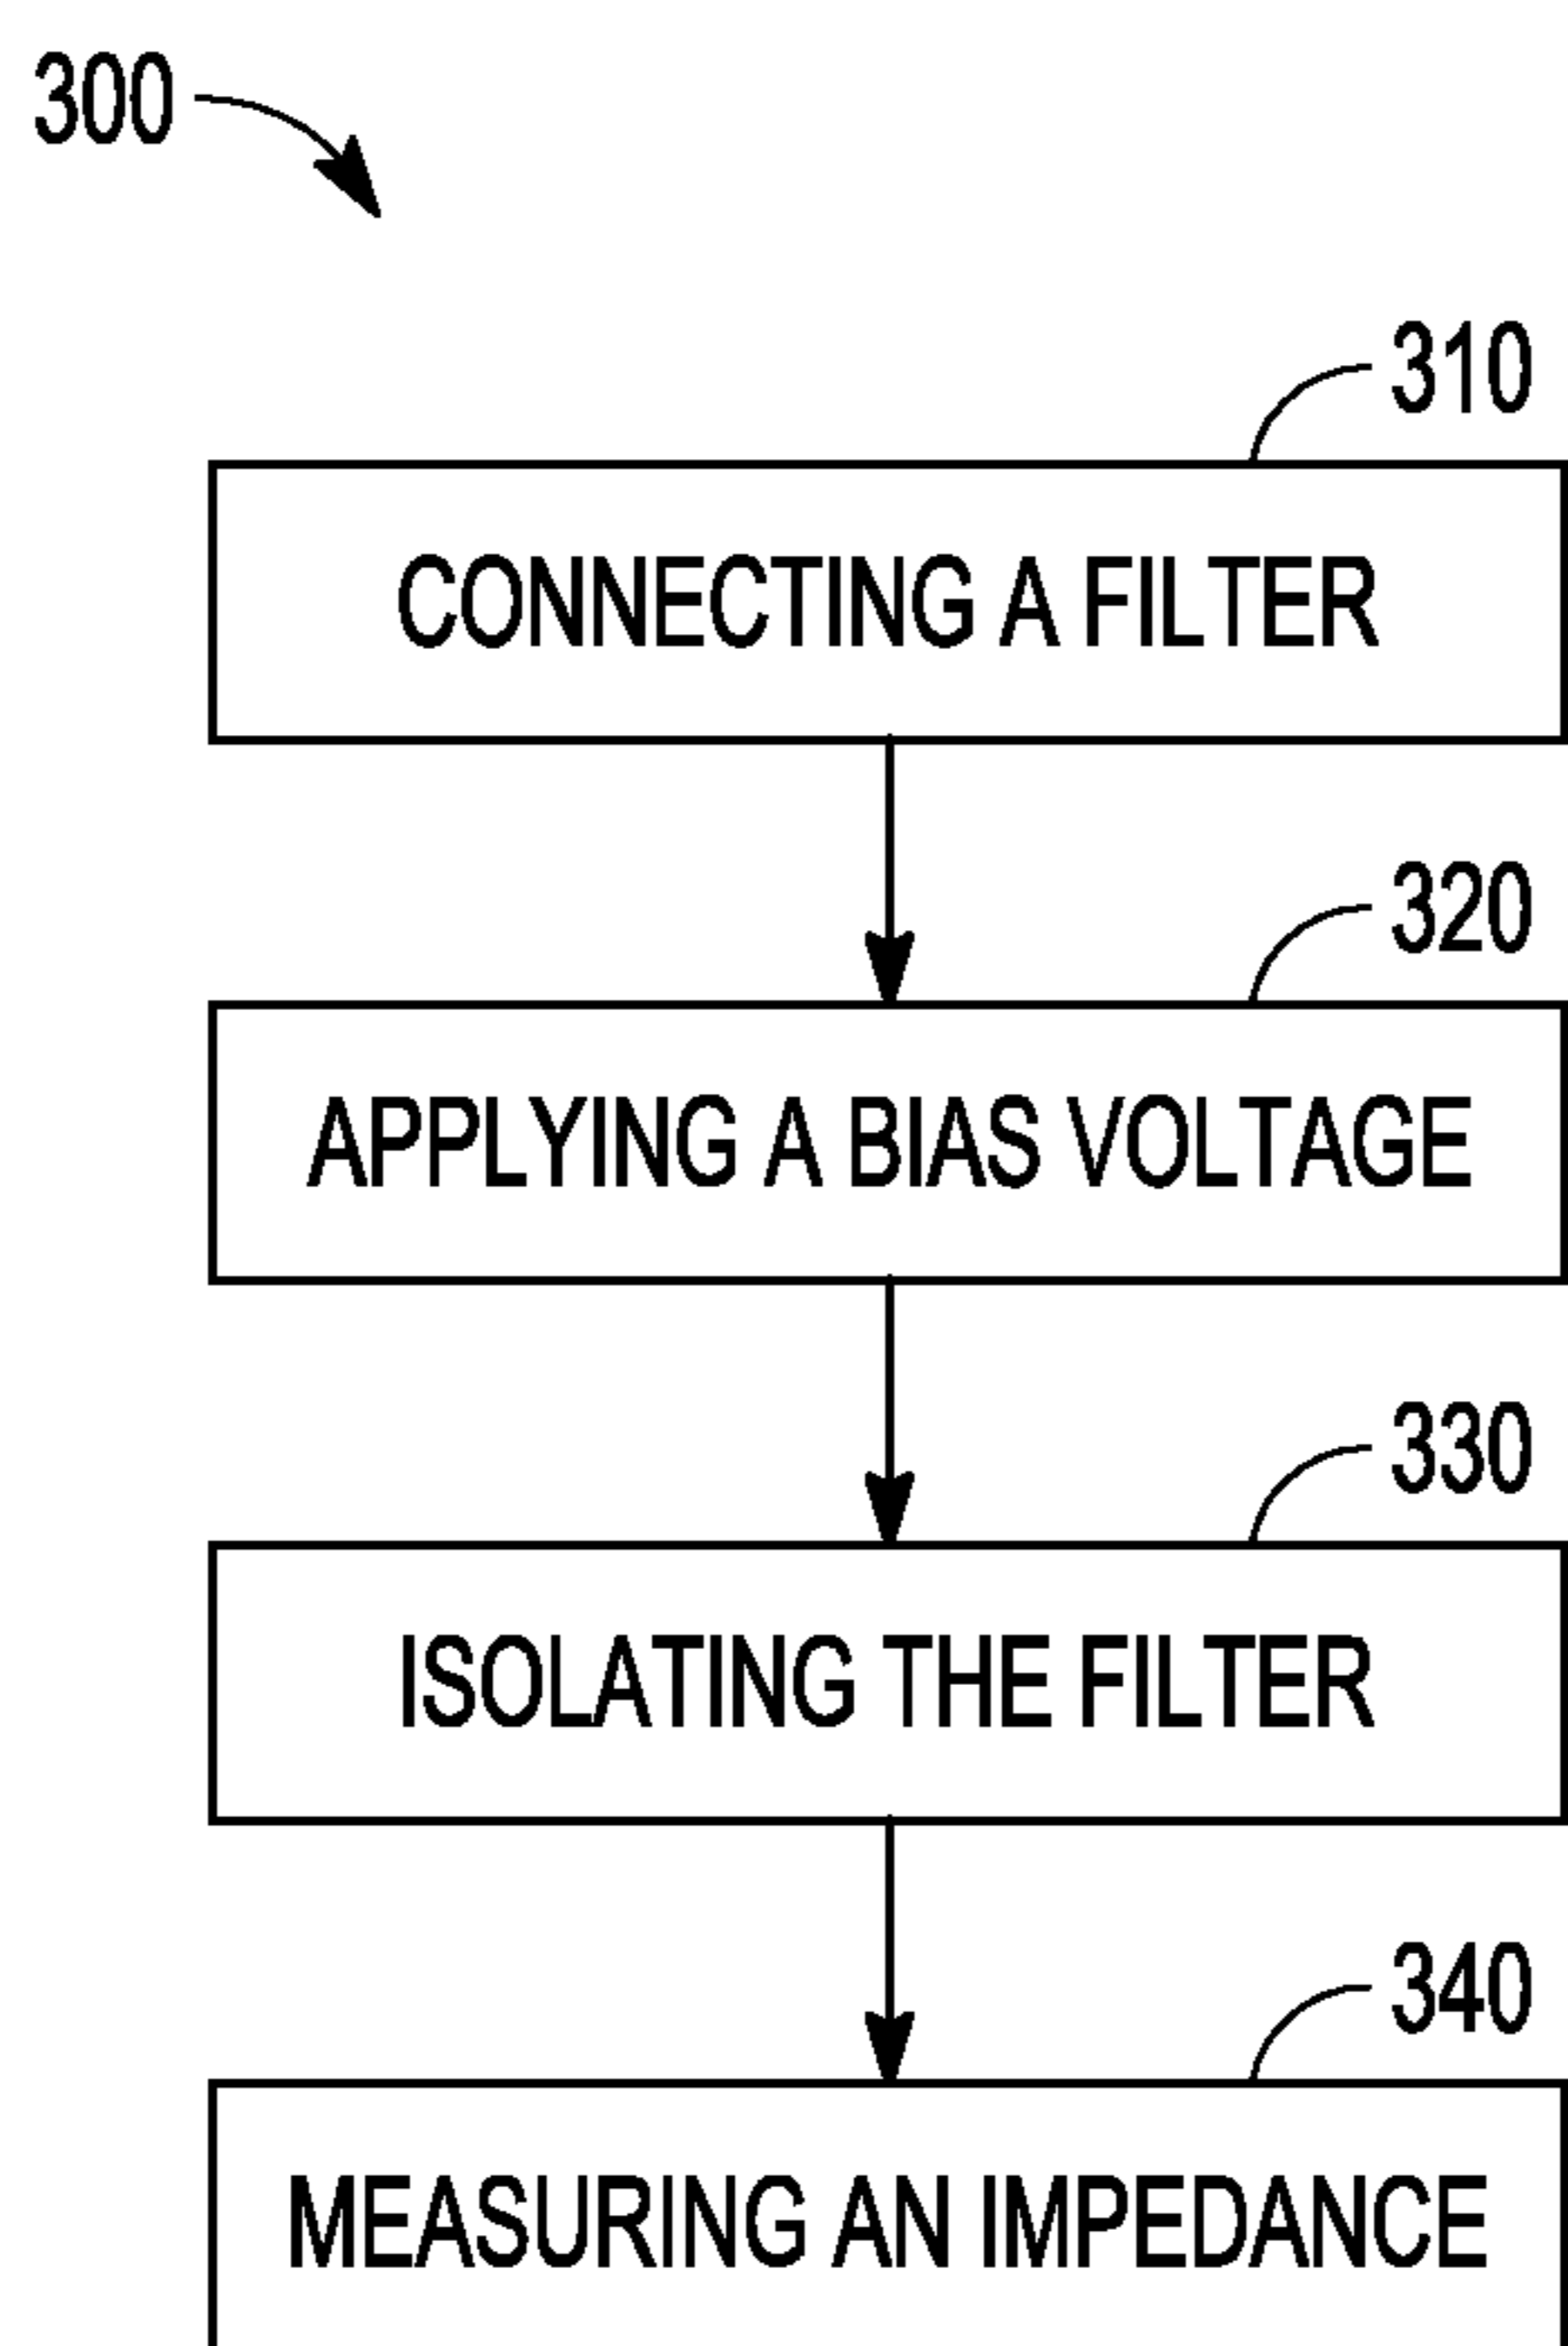 300
310
CONNECTING A FILTER
320
APPLYING A BIAS VOLTAGE
330
ISOLATING THE FILTER
340
MEASURING AN IMPEDANCE